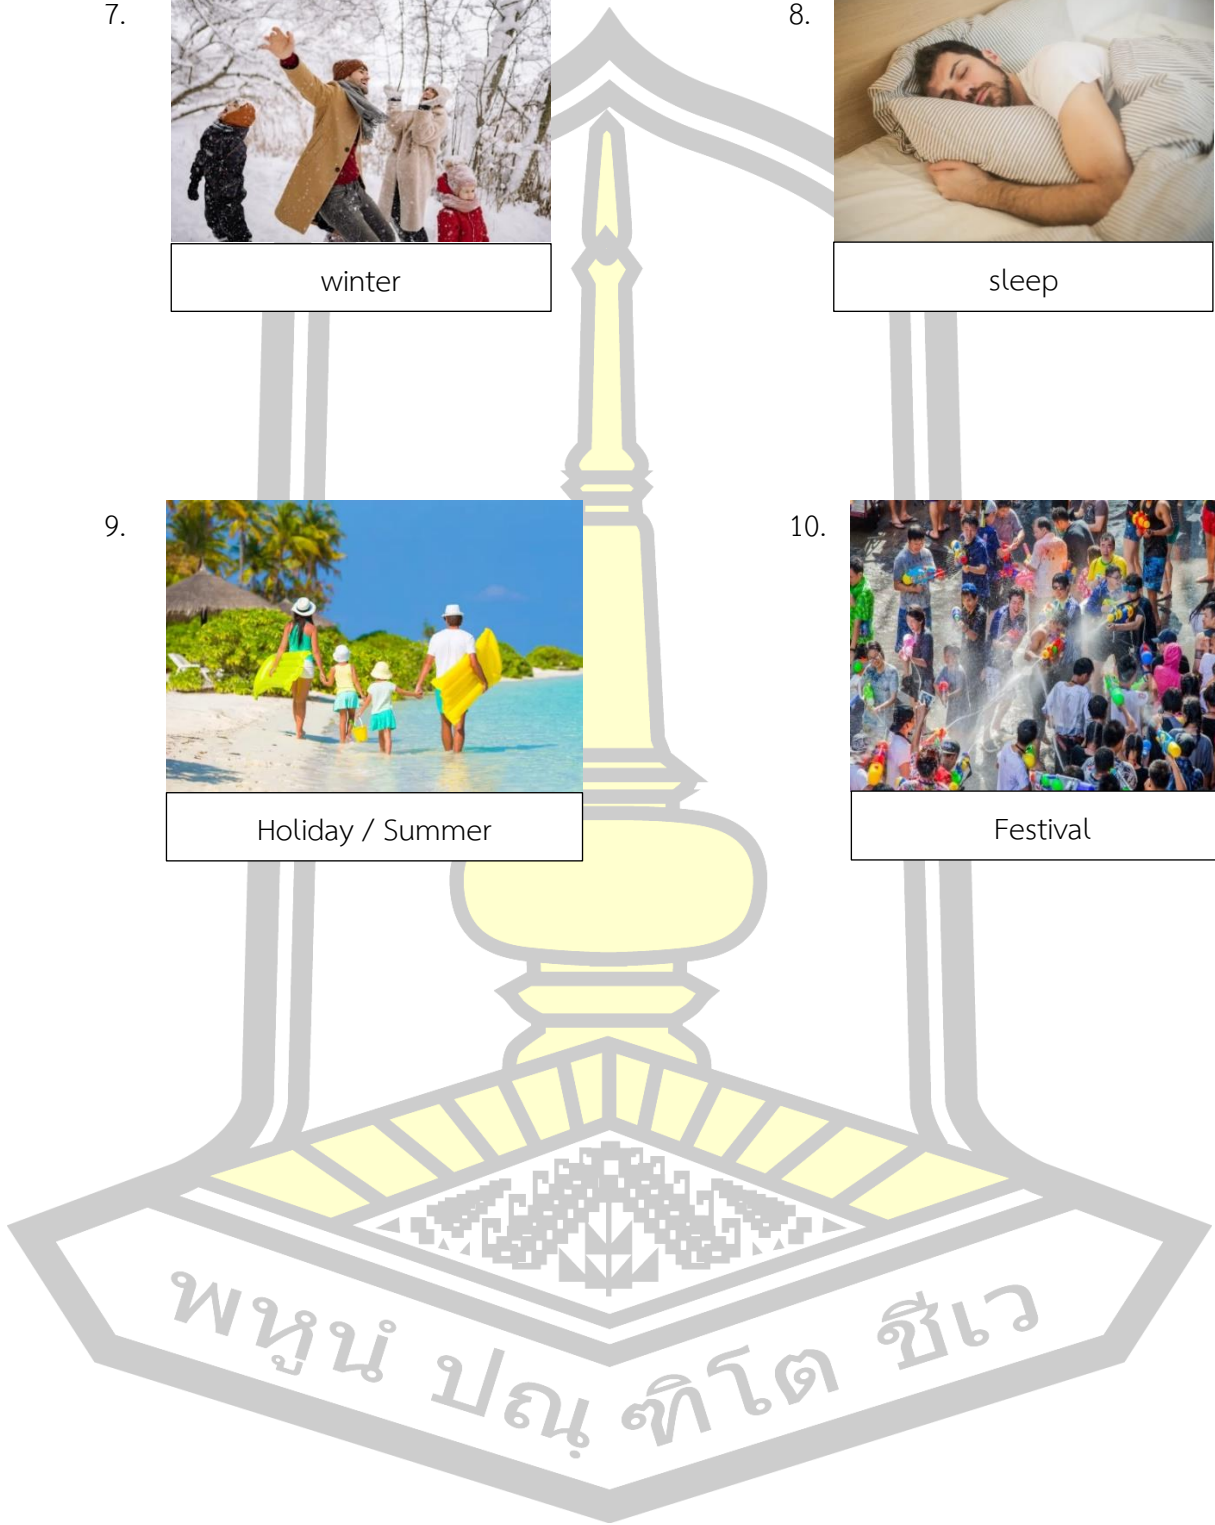 7.
8.
winter
sleep
9.
10.
Holiday / Summer
Festival
พหูนํ ปณฺฑิโต ชีเว